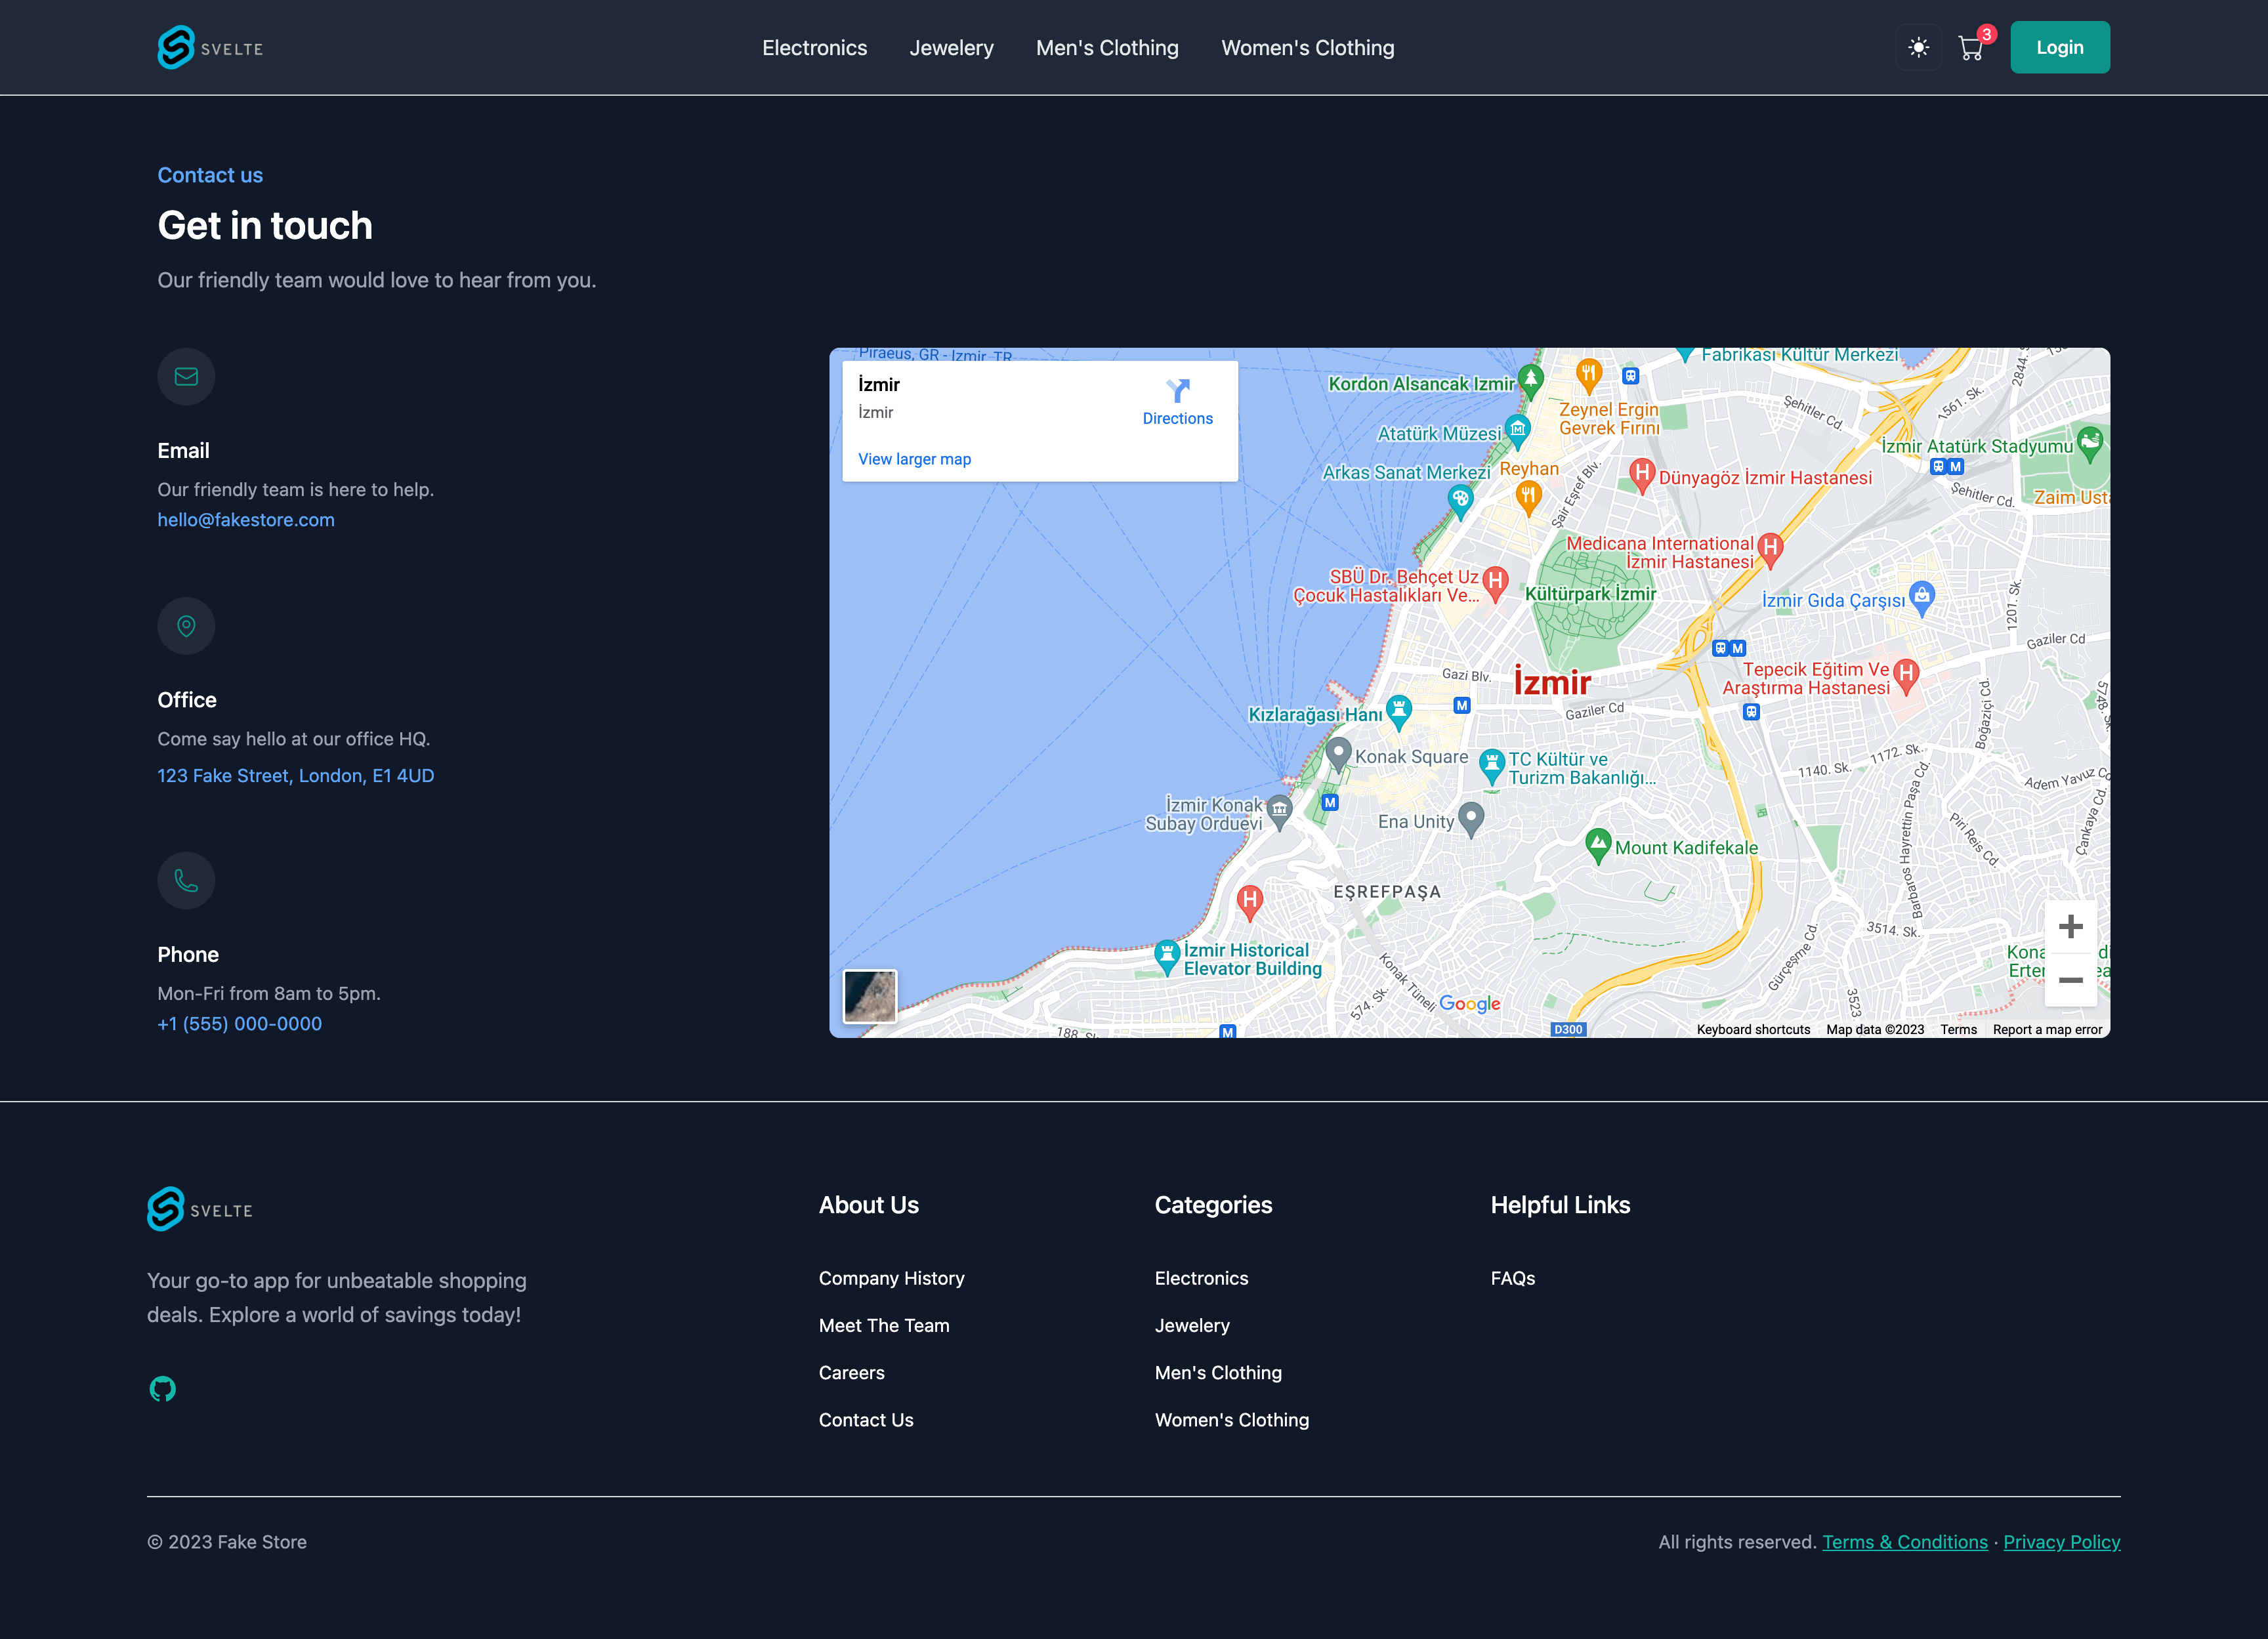 SVELTE
Electronics
Jewelery
Men's Clothing
Women's Clothing
3
Login
Contact us
Get in touch
Our friendly team would love to hear from you.
Email
Our friendly team is here to help.
hello@fakestore.com
Office
Come say hello at our office HQ.
123 Fake Street, London, E1 4UD
Phone
Mon-Fri from 8am to 5pm.
+1 (555) 000-0000
Piraeus, GR - Izmir, TR
İzmir
İzmir
Directions
View larger map
Kordon Alsancak Izmir
Zeynel Ergin
Gevrek Fırını
Fabrikası Kültür Merkezi
Şehitler Cd.
1561. Sk.
2844.
Atatürk Müzesi
İzmir Atatürk Stadyumu
M
Arkas Sanat Merkezi
Reyhan
Şair Eşref Blv.
H
Dünyagöz İzmir Hastanesi
Şehitler Cd.
Zaim Usta
Medicana International
İzmir Hastanesi
H
SBÜ Dr. Behçet Uz
Çocuk Hastalıkları Ve...
H
Kültürpark İzmir
İzmir Gıda Çarşısı
1201. Sk.
Gaziler Cd
M
Gazi Blv.
İzmir
Tepecik Eğitim Ve
Araştırma Hastanesi
H
5748. Sk.
Kızlarağası Hanı
M
Gaziler Cd
Boğaziçi Cd.
Konak Square
TC Kültür ve
Turizm Bakanlığı...
1140. Sk.
1172. Sk.
Adem Yavuz Cd
İzmir Konak
Subay Orduevi
M
Ena Unity
Mount Kadifekale
Barbaros Hayrettin Paşa Cd.
Piri Reis Cd.
Çankaya Cd.
EŞREFPAŞA
H
İzmir Historical
Elevator Building
Konak Tüneli
574. Sk.
Gürçeşme Cd.
3514. Sk.
3523
Google
188. Sk.
M
D300
Keyboard shortcuts
Map data ©2023
Terms
Report a map error
SVELTE
Your go-to app for unbeatable shopping
deals. Explore a world of savings today!
About Us
Company History
Meet The Team
Careers
Contact Us
Categories
Electronics
Jewelery
Men's Clothing
Women's Clothing
Helpful Links
FAQs
© 2023 Fake Store
All rights reserved. Terms & Conditions · Privacy Policy